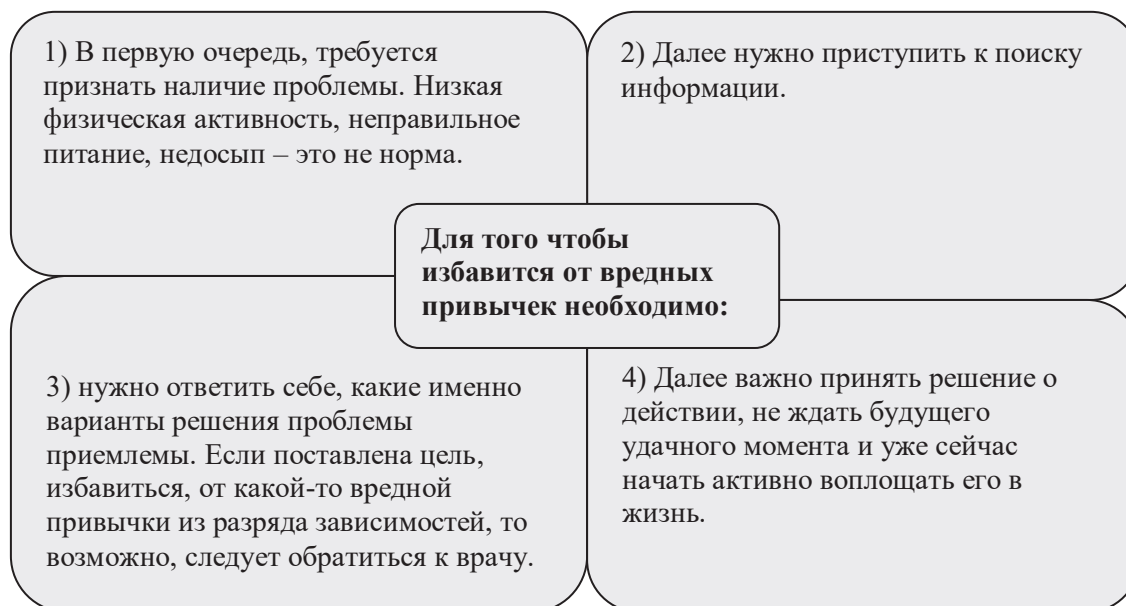 1) В первую очередь, требуется
признать наличие проблемы. Низкая
физическая активность, неправильное
питание, недосып – это не норма.
2) Далее нужно приступить к поиску
информации.
Для того чтобы
избавится от вредных
привычек необходимо:
3) нужно ответить себе, какие именно
варианты решения проблемы
приемлемы. Если поставлена цель,
избавиться, от какой-то вредной
привычки из разряда зависимостей, то
возможно, следует обратиться к врачу.
4) Далее важно принять решение о
действии, не ждать будущего
удачного момента и уже сейчас
начать активно воплощать его в
жизнь.